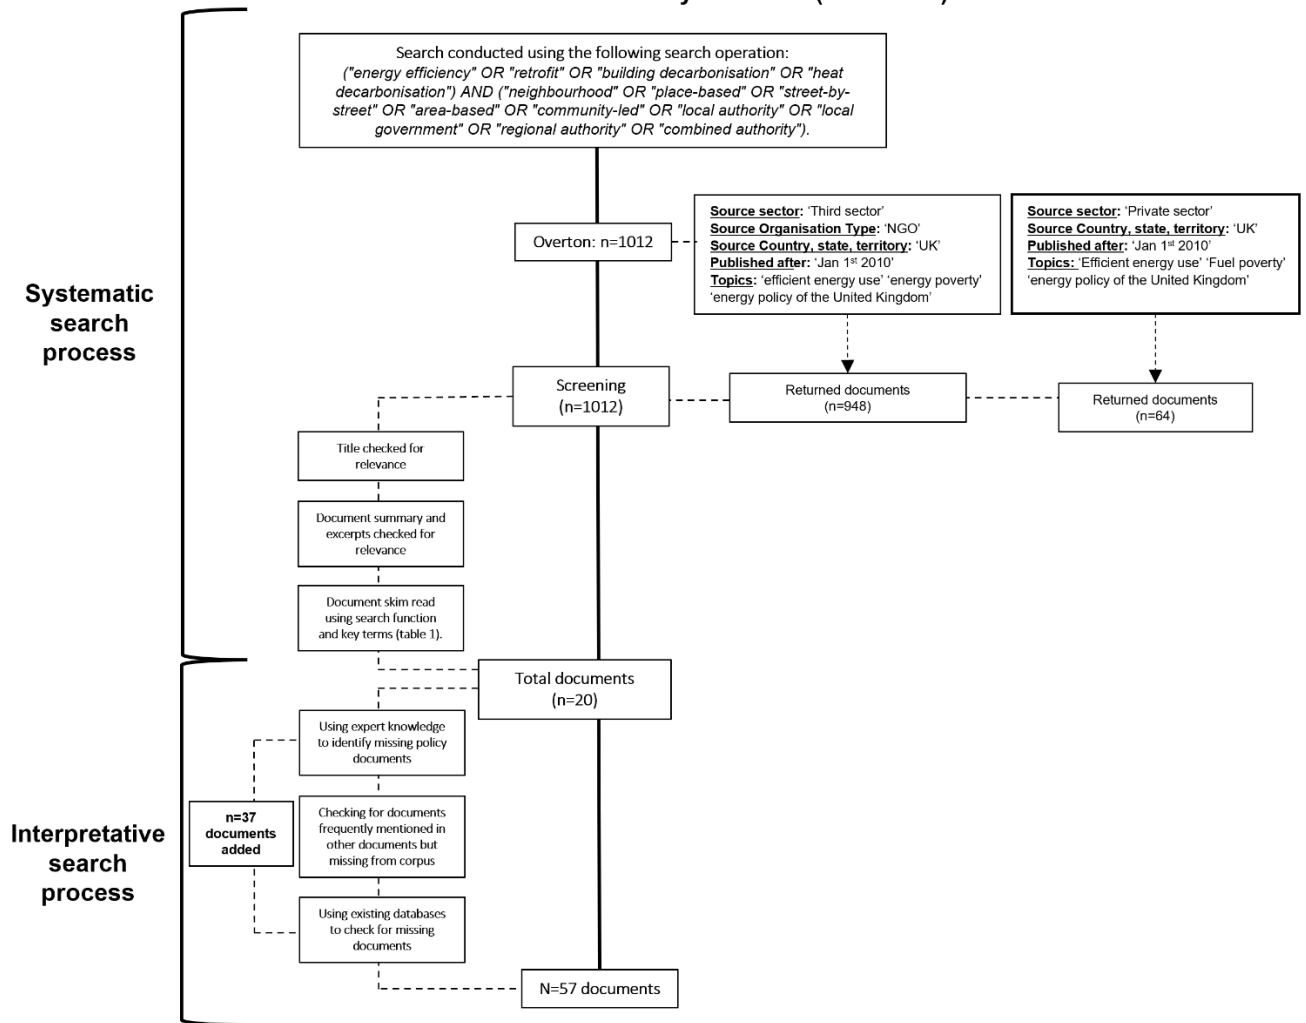 Search conducted using the following search operation:
("energy efficiency" OR "retrofit" OR "building decarbonisation" OR "heat
decarbonisation") AND ("neighbourhood" OR "place-based" OR "street-by-
street" OR "area-based" OR "community-led" OR "local authority" OR "local
government" OR "regional authority" OR "combined authority").
Overton: n=1012
Source sector: ‘Third sector’
Source Organisation Type: ‘NGO’
Source Country, state, territory: ‘UK’
Published after: ‘Jan 1st 2010’
Topics: ‘efficient energy use’ ‘energy poverty’
‘energy policy of the United Kingdom’
Source sector: ‘Private sector’
Source Country, state, territory: ‘UK’
Published after: ‘Jan 1st 2010’
Topics: ‘Efficient energy use’ ‘Fuel poverty’
‘energy policy of the United Kingdom’
Systematic
search
process
Screening
(n=1012)
Returned documents
(n=948)
Returned documents
(n=64)
Title checked for
relevance
Document summary and
excerpts checked for
relevance
Document skim read
using search function
and key terms (table 1).
Total documents
(n=20)
Using expert knowledge
to identify missing policy
documents
Interpretative
search
process
n=37
documents
added
Checking for documents
frequently mentioned in
other documents but
missing from corpus
Using existing databases
to check for missing
documents
N=57 documents